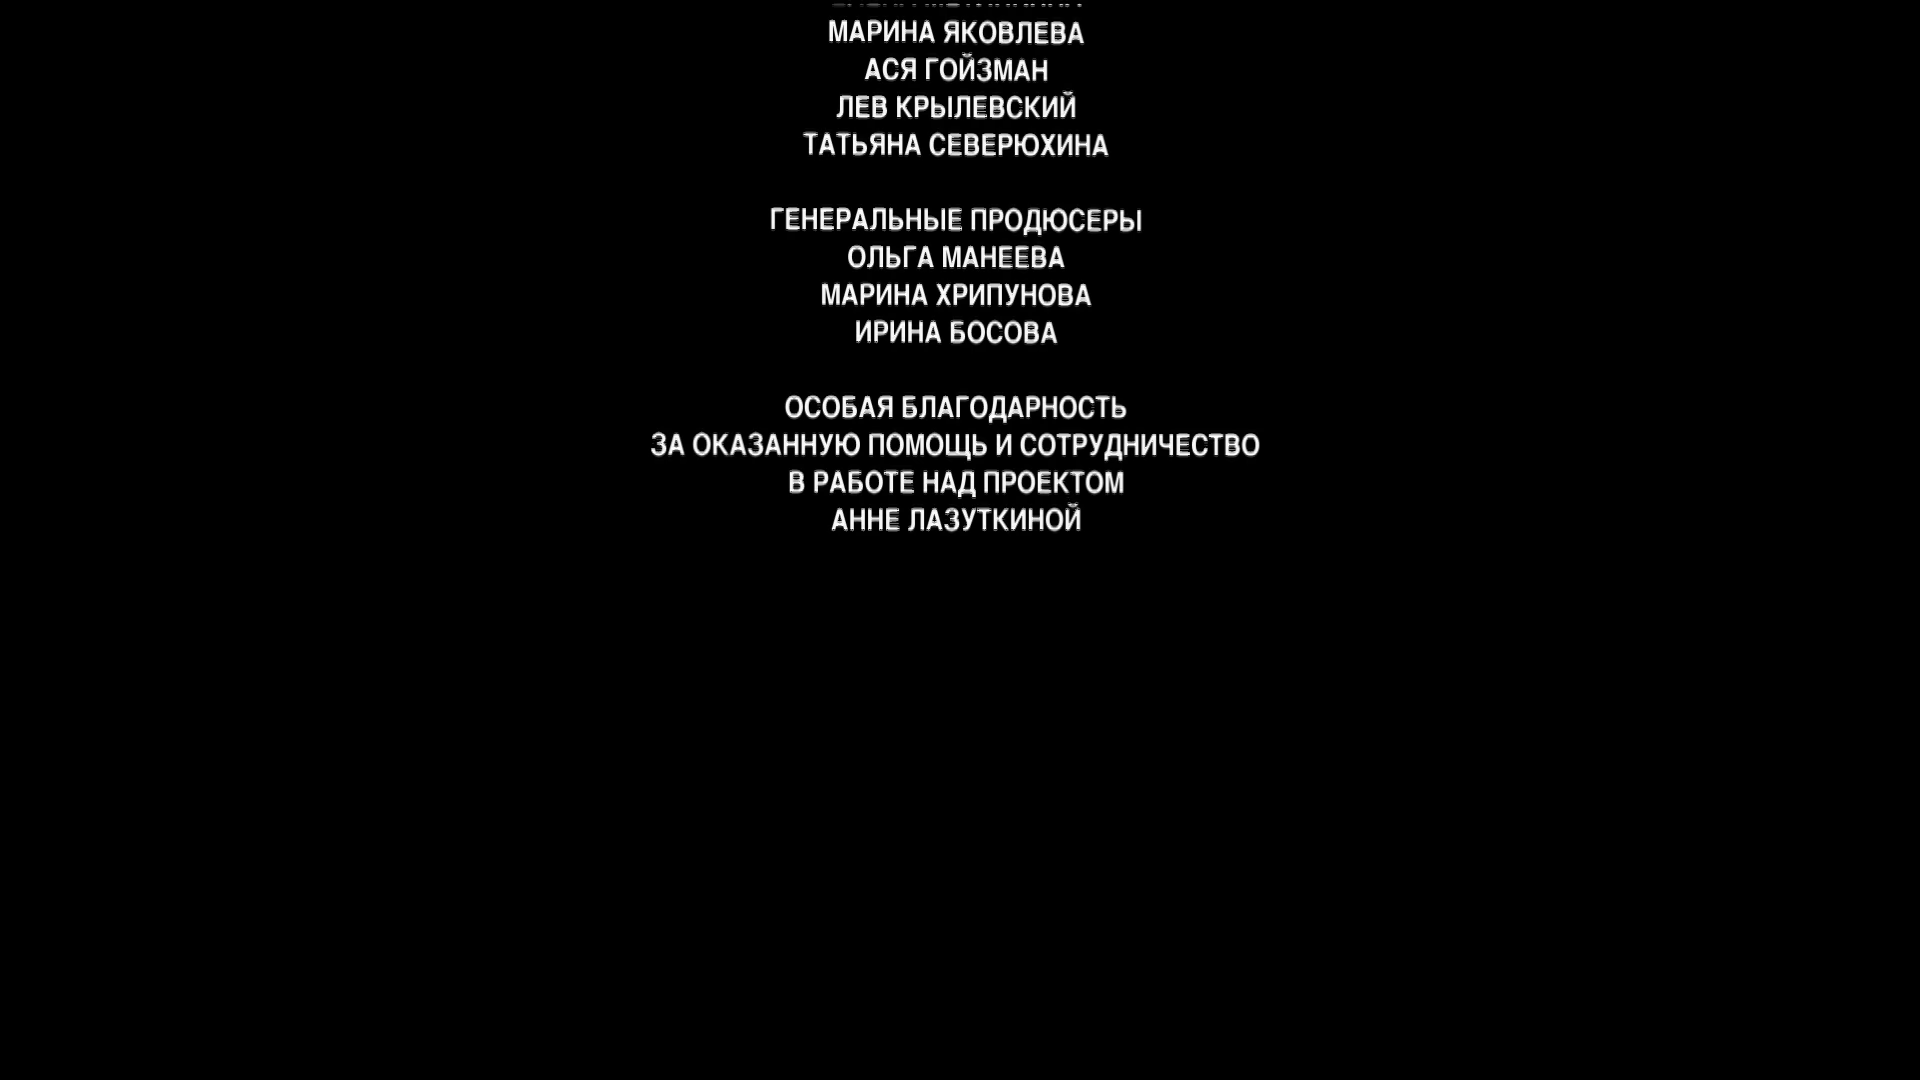 МАРИНА ЯКОВЛЕВА
АСЯ ГОЙЗМАН
ЛЕВ КРЫЛЕВСКИЙ
ТАТЬЯНА СЕВЕРЮХИНА
ГЕНЕРАЛЬНЫЕ ПРОДЮСЕРЫ
ОЛЬГА МАНЕЕВА
МАРИНА ХРИПУНОВА
ИРИНА БОСОВА
ОСОБАЯ БЛАГОДАРНОСТЬ
ЗА ОКАЗАННУЮ ПОМОЩЬ И СОТРУДНИЧЕСТВО
В РАБОТЕ НАД ПРОЕКТОМ
АННЕ ЛАЗУТКИНОЙ